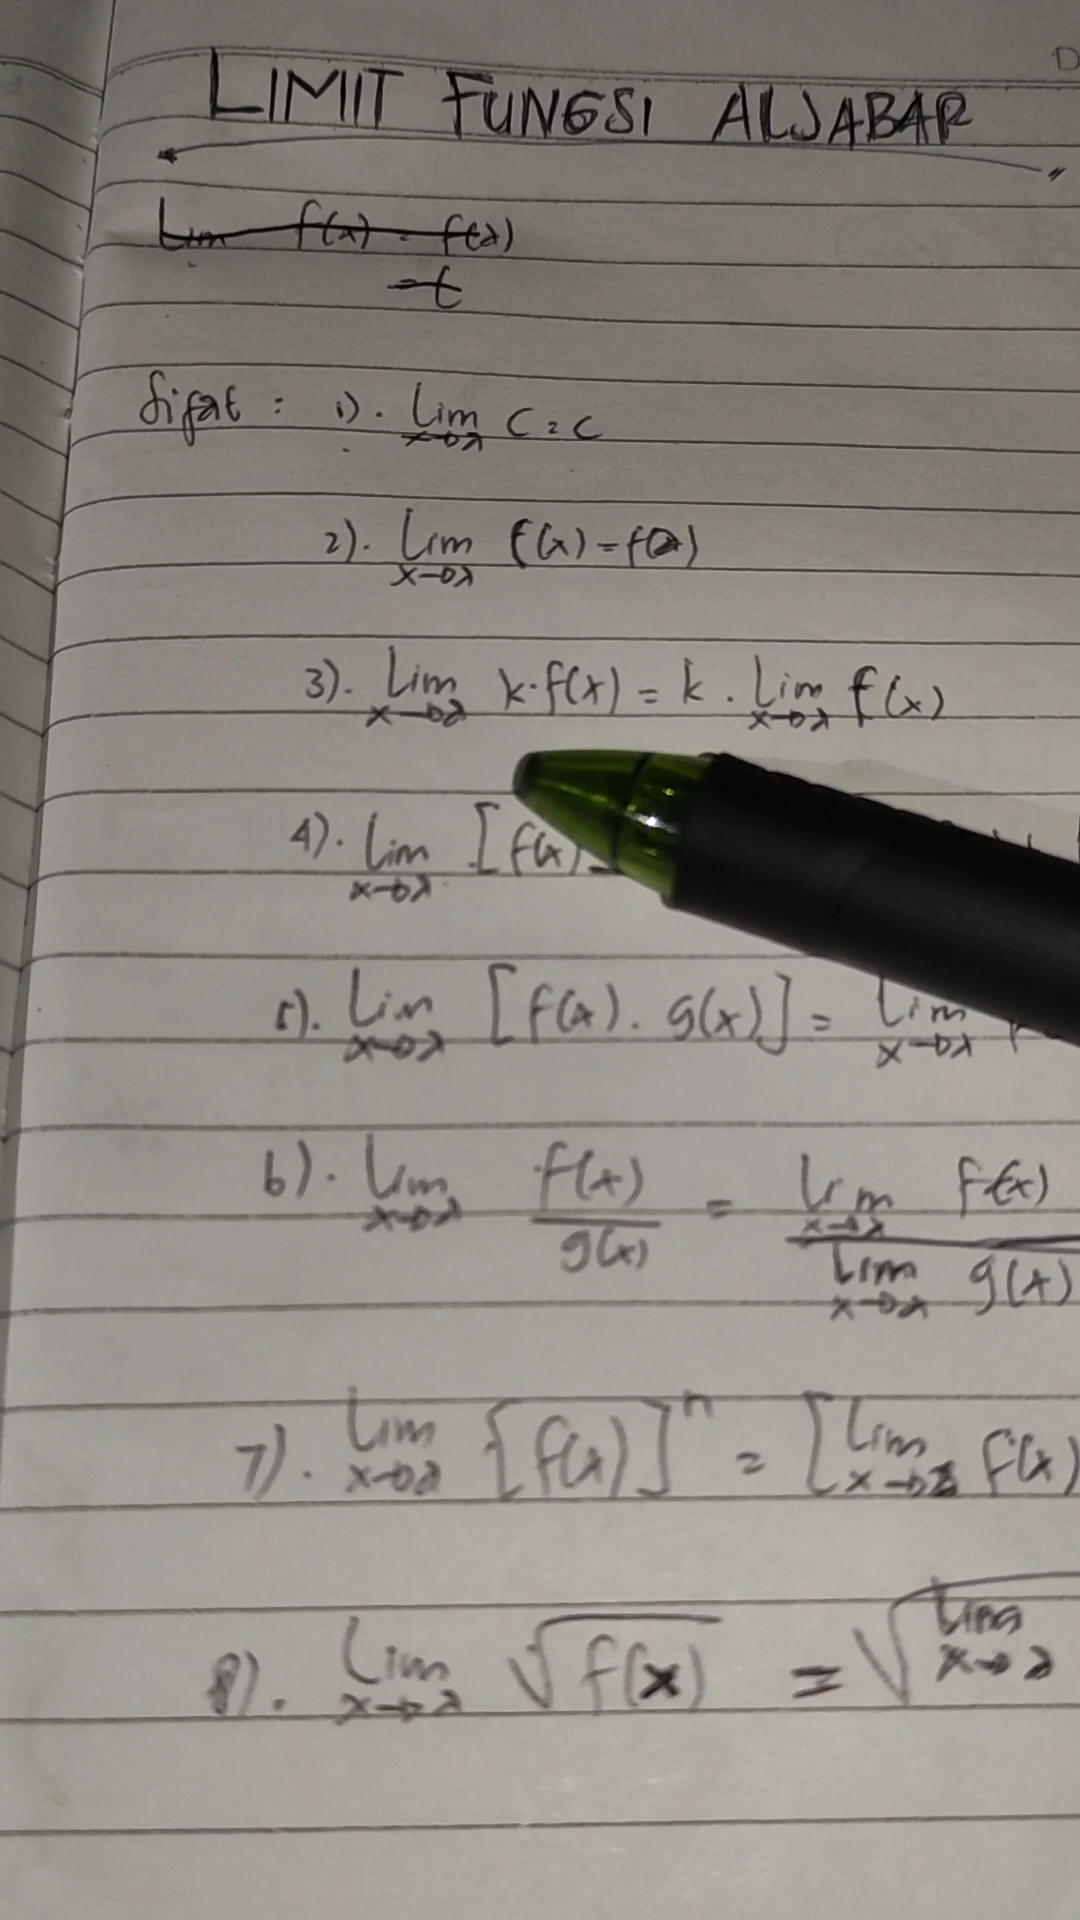 LIMIT FUNGSI ALJABAR
Lim f(x) = f(a)
= t
Sifat : 1). Lim x→a C = C
2). Lim x→a f(x) = f(a)
3). Lim x→a k·f(x) = k . Lim x→a f(x)
4). Lim x→a [f(x)
5). Lim x→a [f(x) . g(x)] = Lim x→a
6). Lim x→a f(x)/g(x) = Lim x→a f(x) / Lim x→a g(x)
7). Lim x→a [f(x)]^n = [Lim x→a f(x)
8). Lim x→a √f(x) = √Lim x→a